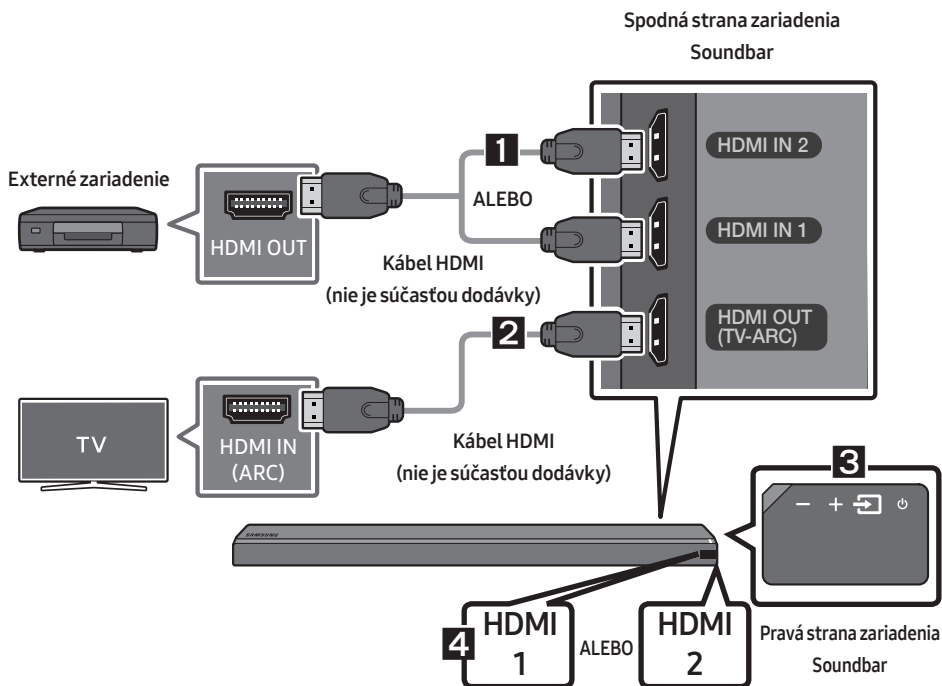 Spodná strana zariadenia
Soundbar
1
HDMI IN 2
Externé zariadenie
HDMI OUT
ALEBO
HDMI IN 1
Kábel HDMI
(nie je súčasťou dodávky)
2
HDMI OUT
(TV-ARC)
TV
HDMI IN
(ARC)
Kábel HDMI
(nie je súčasťou dodávky)
3
SAMSUNG
4
HDMI
1
ALEBO
HDMI
2
Pravá strana zariadenia
Soundbar